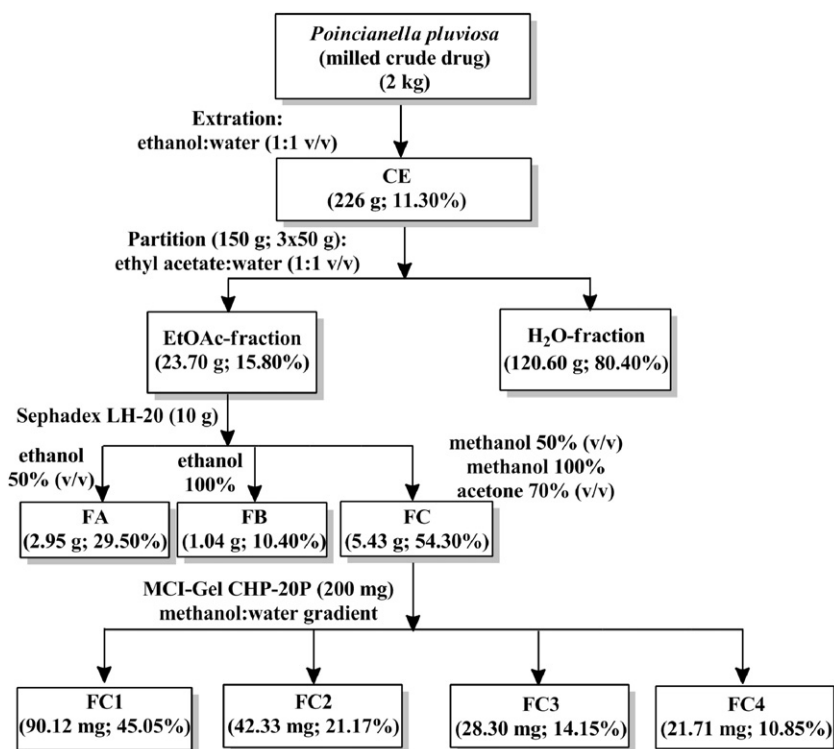 Poincianella pluviosa
(milled crude drug)
(2 kg)
Extration:
ethanol:water (1:1 v/v)
CE
(226 g; 11.30%)
Partition (150 g; 3x50 g):
ethyl acetate:water (1:1 v/v)
EtOAc-fraction
(23.70 g; 15.80%)
H₂O-fraction
(120.60 g; 80.40%)
Sephadex LH-20 (10 g)
ethanol
50% (v/v)
ethanol
100%
methanol 50% (v/v)
methanol 100%
acetone 70% (v/v)
FA
(2.95 g; 29.50%)
FB
(1.04 g; 10.40%)
FC
(5.43 g; 54.30%)
MCI-Gel CHP-20P (200 mg)
methanol:water gradient
FC1
(90.12 mg; 45.05%)
FC2
(42.33 mg; 21.17%)
FC3
(28.30 mg; 14.15%)
FC4
(21.71 mg; 10.85%)